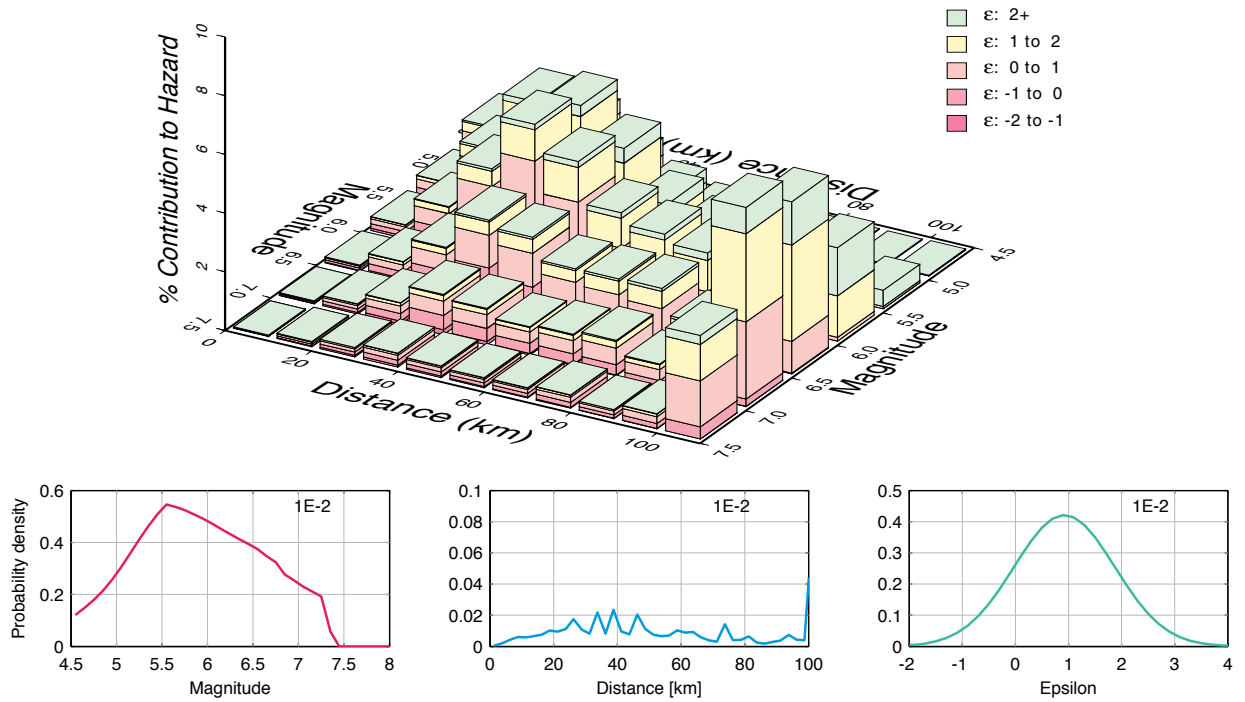 10
8
6
4
2
0
% Contribution to Hazard
ε: 2+
ε: 1 to 2
ε: 0 to 1
ε: -1 to 0
ε: -2 to -1
5.0
5.5
6.0
6.5
7.0
7.5
Magnitude
0
20
40
60
80
100
Distance (km)
80
100
4.5
5.0
5.5
6.0
6.5
7.0
7.5
Magnitude
Probability density
0.6
0.4
0.2
0
1E-2
4.5 5 5.5 6 6.5 7 7.5 8
Magnitude
0.1
0.08
0.06
0.04
0.02
0
1E-2
0 20 40 60 80 100
Distance [km]
0.5
0.4
0.3
0.2
0.1
0
1E-2
-2 -1 0 1 2 3 4
Epsilon